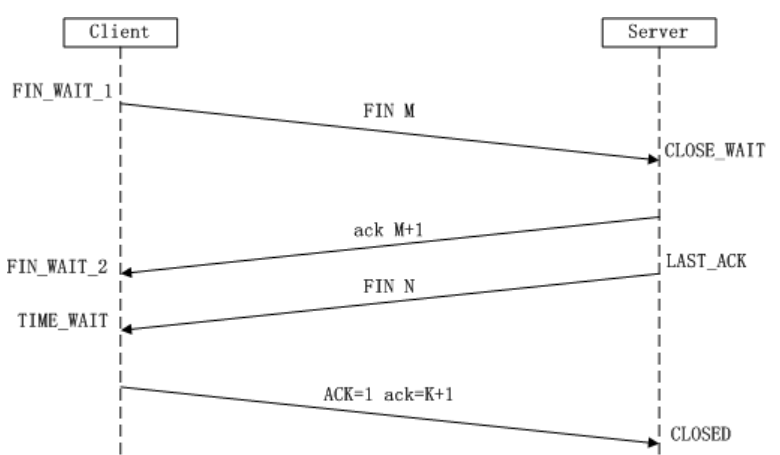 Client
Server
FIN_WAIT_1
FIN M
CLOSE_WAIT
ack M+1
FIN_WAIT_2
LAST_ACK
FIN N
TIME_WAIT
ACK=1 ack=K+1
CLOSED